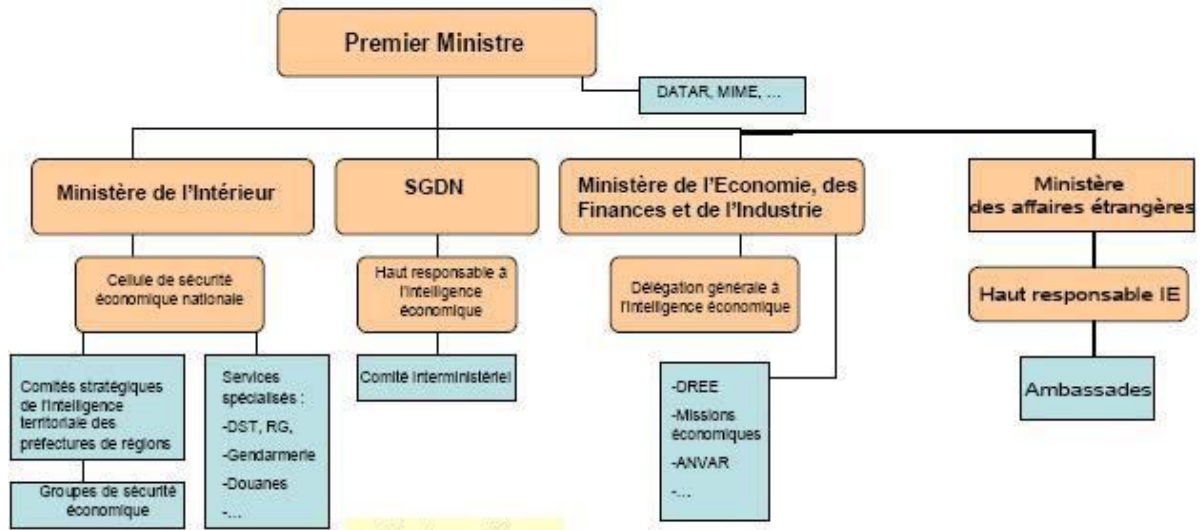 Premier Ministre
DATAR, MIME, ...
Ministère de l'Intérieur
SGDN
Ministère de l'Economie, des
Finances et de l'Industrie
Ministère
des affaires étrangères
Cellule de sécurité
économique nationale
Haut responsable à
l'intelligence
économique
Délégation générale à
l'intelligence économique
Haut responsable IE
Comités stratégiques
de l'intelligence
territoriale des
préfectures de régions
Groupes de sécurité
économique
Services
spécialisés :
-DST, RG,
-Gendarmerie
-Douanes
-...
Comité interministériel
-DREE
-Missions
économiques
-ANVAR
-...
Ambassades